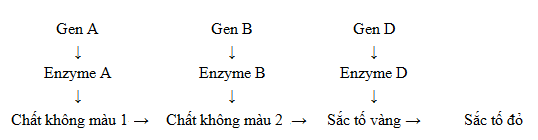 Gen A Gen B Gen D
↓ ↓ ↓
Enzyme A Enzyme B Enzyme D
↓ ↓ ↓
Chất không màu 1 → Chất không màu 2 → Sắc tố vàng → Sắc tố đỏ